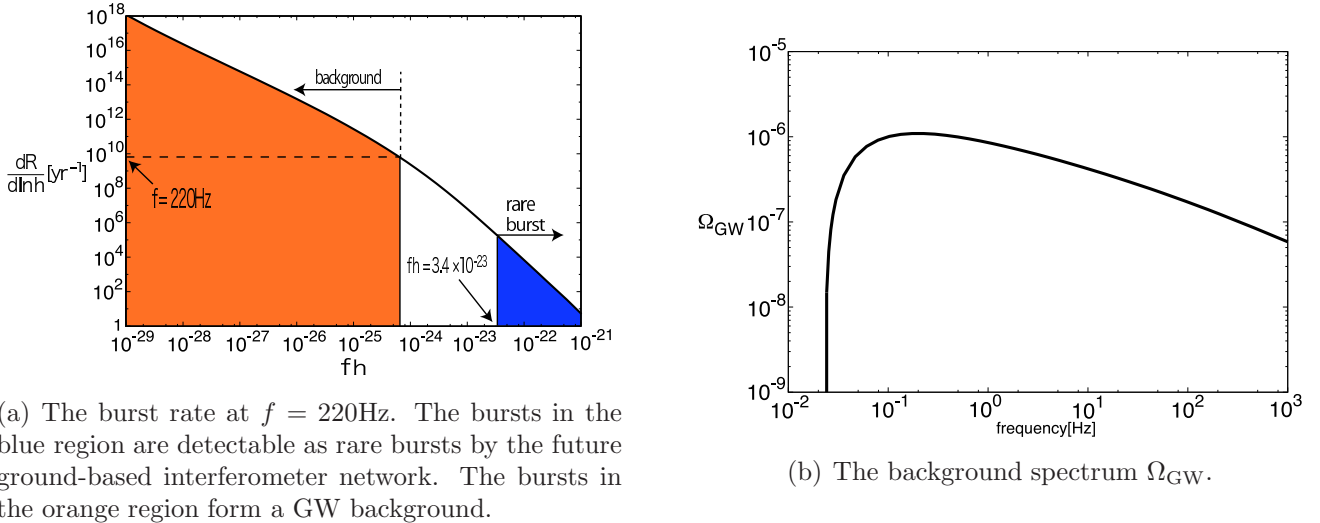 10^18
10^16
10^14
10^12
10^10
10^8
10^6
10^4
10^2
1
dR
dlnh
[yr^-1]
background
f=220Hz
rare
burst
fh=3.4×10^-23
10^-29 10^-28 10^-27 10^-26 10^-25 10^-24 10^-23 10^-22 10^-21
fh
(a) The burst rate at f = 220Hz. The bursts in the
blue region are detectable as rare bursts by the future
ground-based interferometer network. The bursts in
the orange region form a GW background.
10^-5
10^-6
Ω_GW 10^-7
10^-8
10^-9
10^-2 10^-1 10^0 10^1 10^2 10^3
frequency[Hz]
(b) The background spectrum Ω_GW.